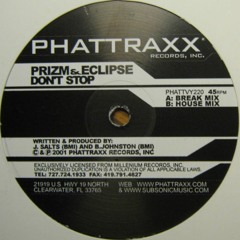 PHATTRAXX
RECORDS, INC.
PRIZM & ECLIPSE
DON'T STOP
PHATTVY220 45RPM
A: BREAK MIX
B: HOUSE MIX
WRITTEN & PRODUCED BY:
J. SALTS (BMI) AND B.JOHNSTON (BMI)
© & ℗ 2001 PHATTRAXX RECORDS, INC.
EXCLUSIVELY LICENSED FROM MILLENIUM RECORDS, INC.
UNAUTHORIZED DUPLICATION IS A VIOLATION OF ALL APPLICABLE LAWS.
TEL: 727.724.1933 FAX: 419.791.4627
21919 U.S. HWY 19 NORTH WEB WWW.PHATTRAXX.COM
CLEARWATER, FL 33765 & WWW.SUBSONICMUSIC.COM